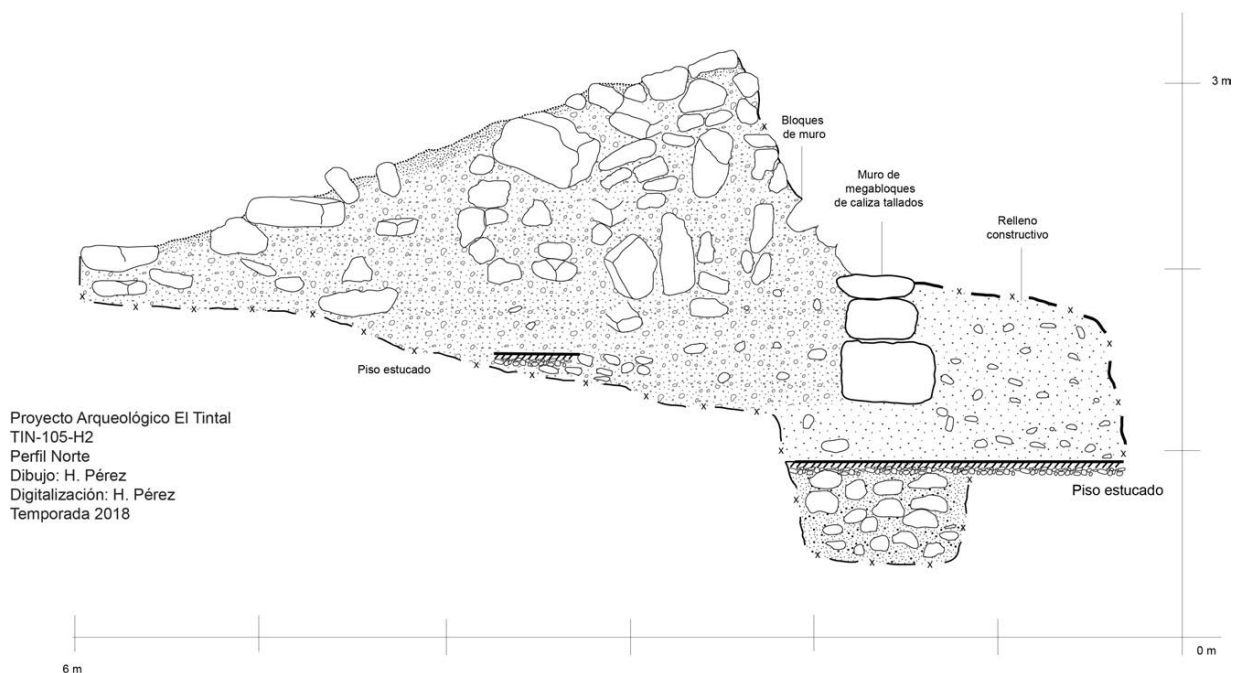 3 m
Bloques
de muro
Muro de
megabloques
de caliza tallados
Relleno
constructivo
Piso estucado
Proyecto Arqueológico El Tintal
TIN-105-H2
Perfil Norte
Dibujo: H. Pérez
Digitalización: H. Pérez
Temporada 2018
Piso estucado
0 m
6 m